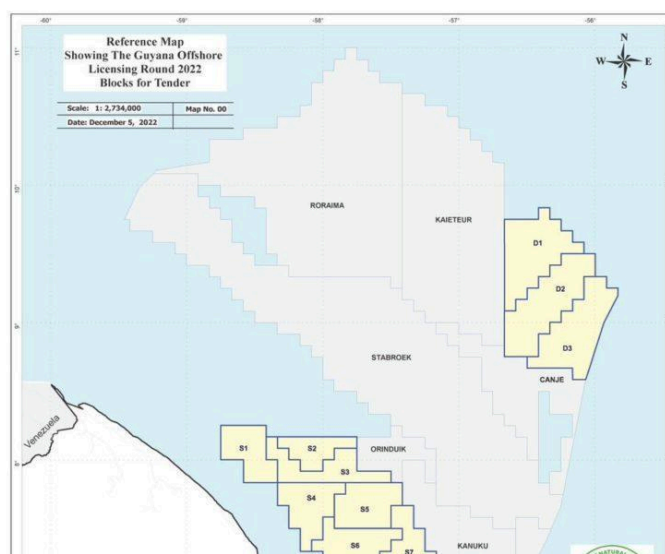 -60° -59° -58° -57° -56°
11°
Reference Map
Showing The Guyana Offshore
Licensing Round 2022
Blocks for Tender
Scale: 1: 2,734,000 Map No. D0
Date: December 5, 2022
N
W E
S
10°
RORAIMA
KAIETEUR
D1
D2
9°
D3
STABROEK
CANJE
Venezuela
8°
S1
S2
ORINDUIK
S3
S4
S5
S6
S7
KANUKU
NATURAL